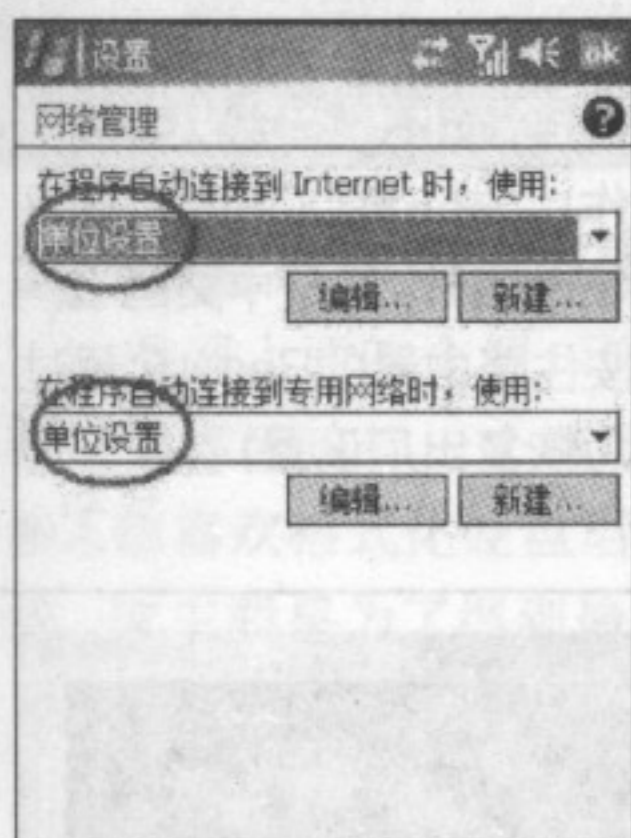 设置 ok
网络管理
在程序自动连接到 Internet 时，使用:
单位设置
编辑... 新建...
在程序自动连接到专用网络时，使用:
单位设置
编辑... 新建...